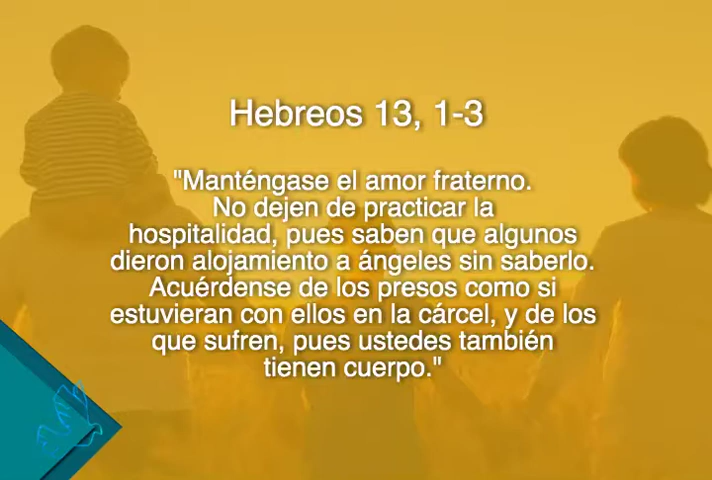 Hebreos 13, 1-3
"Manténgase el amor fraterno.
No dejen de practicar la
hospitalidad, pues saben que algunos
dieron alojamiento a ángeles sin saberlo.
Acuérdense de los presos como si
estuvieran con ellos en la cárcel, y de los
que sufren, pues ustedes también
tienen cuerpo."